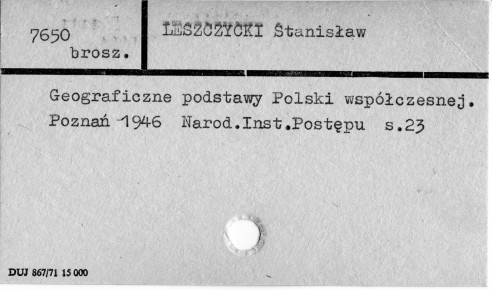 7650
brosz.
LESZCZYCKI Stanisław
Geograficzne podstawy Polski współczesnej.
Poznań 1946 Narod.Inst.Postępu s.23
DUJ 867/71 15 000